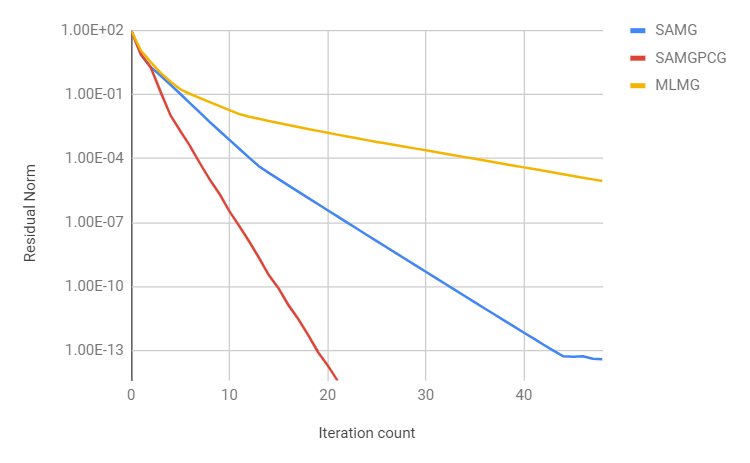 1.00E+02
1.00E-01
1.00E-04
1.00E-07
1.00E-10
1.00E-13
Residual Norm
0 10 20 30 40
Iteration count
SAMG
SAMGPCG
MLMG